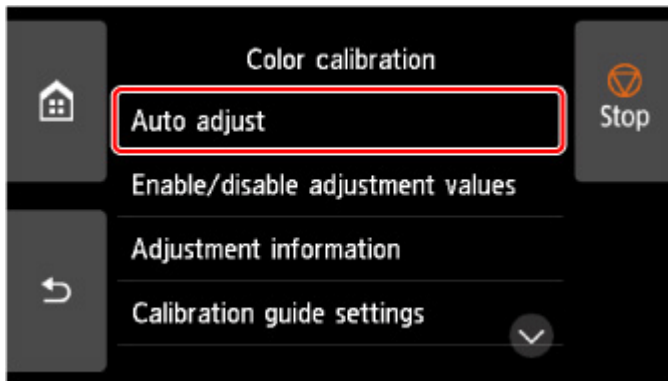 Color calibration
Auto adjust
Stop
Enable/disable adjustment values
Adjustment information
Calibration guide settings